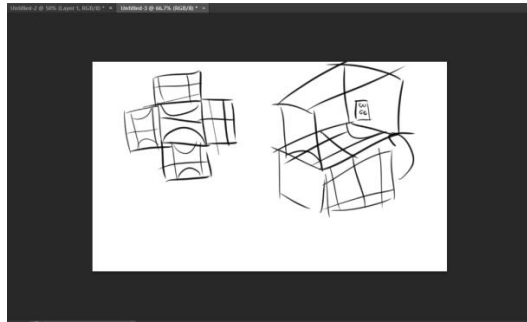 Untitled-2 @ 50% (Layer 1, RGB/8) * × Untitled-3 @ 66.7% (RGB/8) * ×